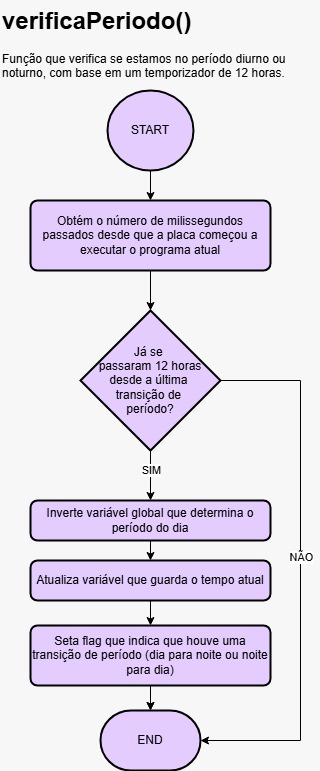 verificaPeriodo()
Função que verifica se estamos no período diurno ou
noturno, com base em um temporizador de 12 horas.
START
Obtém o número de milissegundos
passados desde que a placa começou a
executar o programa atual
Já se
passaram 12 horas
desde a última
transição de
período?
SIM
Inverte variável global que determina o
período do dia
NÃO
Atualiza variável que guarda o tempo atual
Seta flag que indica que houve uma
transição de período (dia para noite ou noite
para dia)
END